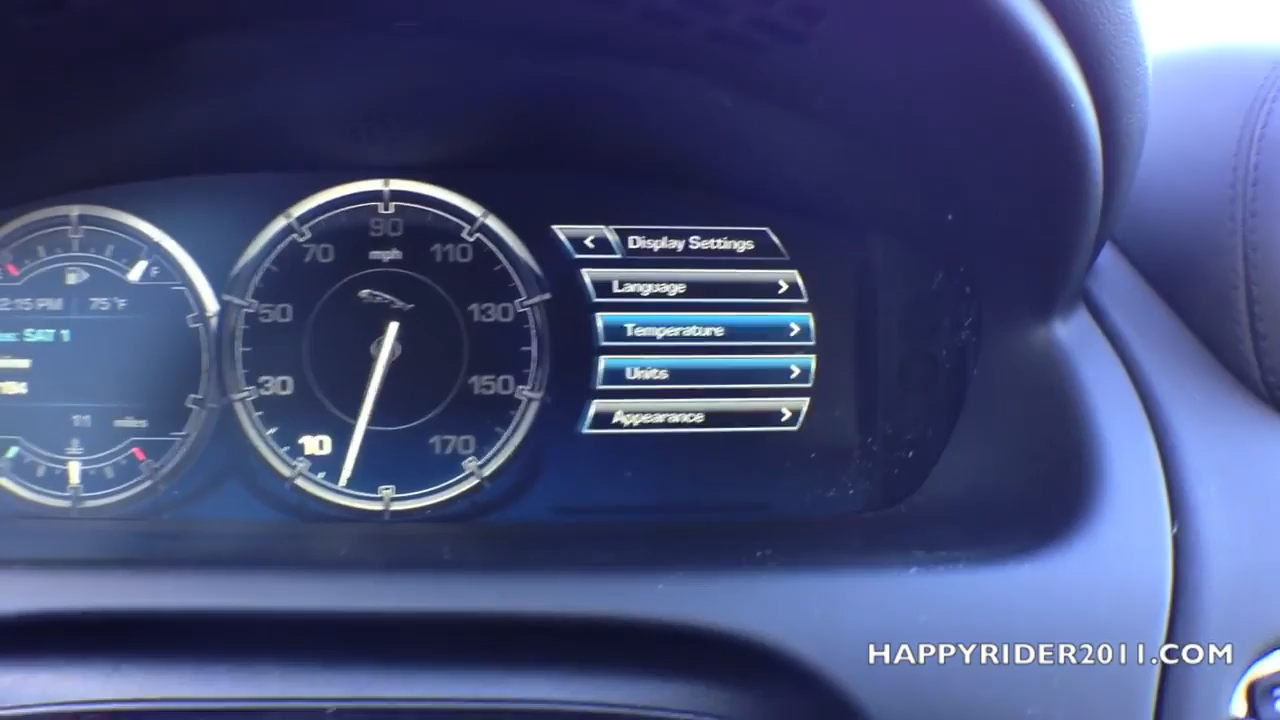 E
F
2:15 PM
75°F
SAT 1
11 miles
90
70
110
mph
50
130
30
150
10
170
Display Settings
Language
Temperature
Units
Appearance
HAPPYRIDER2011.COM